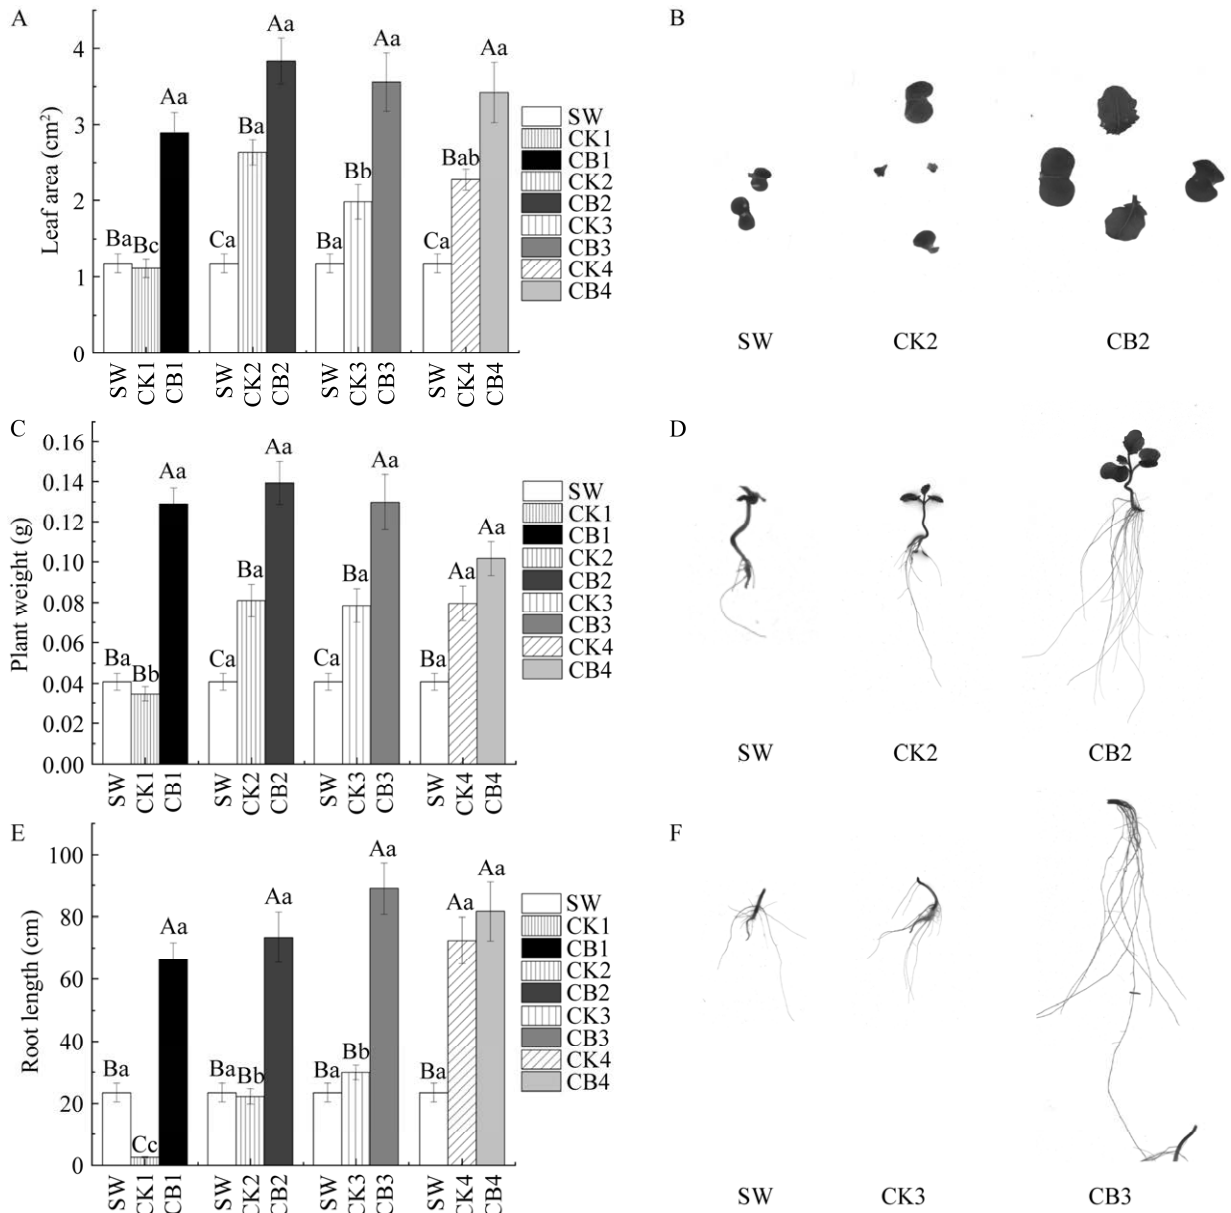 A
Leaf area (cm²)
4
3
2
1
0
Ba
Bc
Aa
Ca
Ba
Aa
Ba
Bb
Aa
Ca
Bab
Aa
SW
CK1
CB1
SW
CK2
CB2
SW
CK3
CB3
SW
CK4
CB4
SW
CK1
CB1
CK2
CB2
CK3
CB3
CK4
CB4
B
SW
CK2
CB2
C
Plant weight (g)
0.16
0.14
0.12
0.10
0.08
0.06
0.04
0.02
0.00
Ba
Bb
Aa
Ca
Ba
Aa
Ca
Ba
Aa
Ba
Aa
Aa
SW
CK1
CB1
SW
CK2
CB2
SW
CK3
CB3
SW
CK4
CB4
SW
CK1
CB1
CK2
CB2
CK3
CB3
CK4
CB4
D
SW
CK2
CB2
E
Root length (cm)
100
80
60
40
20
0
Ba
Cc
Aa
Ba
Bb
Aa
Ba
Bb
Aa
Ba
Aa
Aa
SW
CK1
CB1
SW
CK2
CB2
SW
CK3
CB3
SW
CK4
CB4
SW
CK1
CB1
CK2
CB2
CK3
CB3
CK4
CB4
F
SW
CK3
CB3